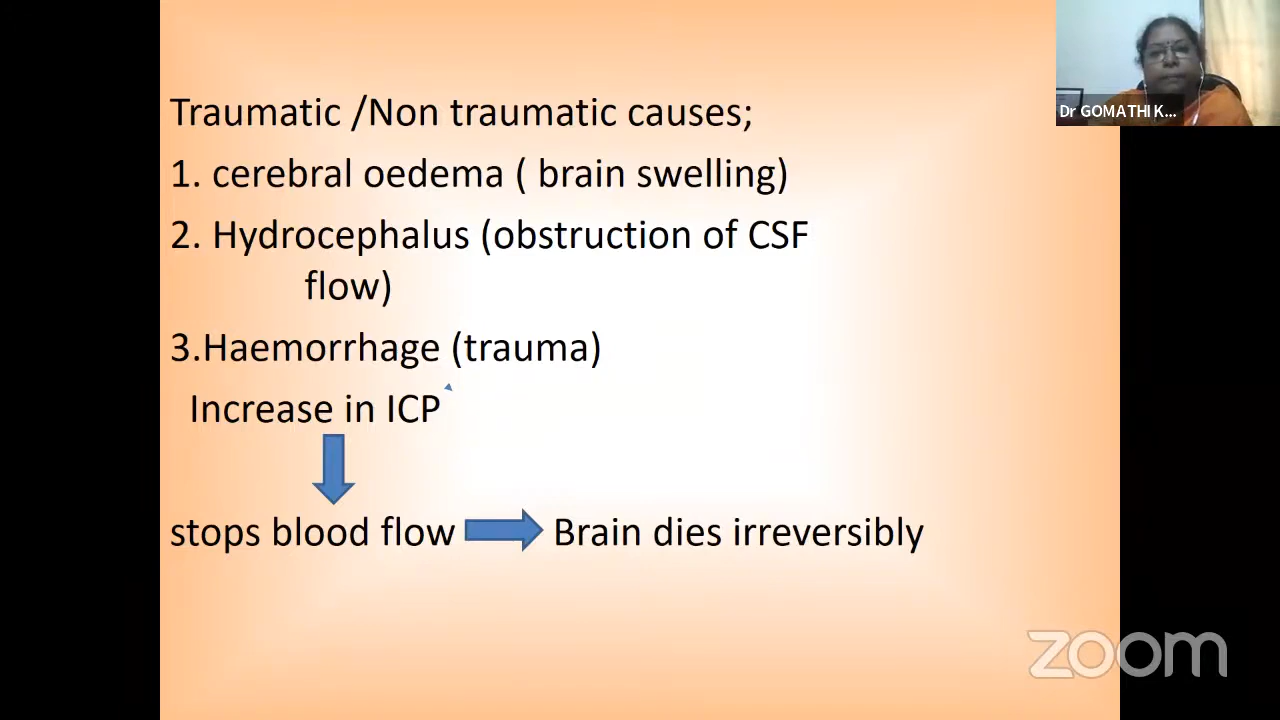 Traumatic /Non traumatic causes;
1. cerebral oedema ( brain swelling)
2. Hydrocephalus (obstruction of CSF
flow)
3.Haemorrhage (trauma)
Increase in ICP
stops blood flow
Brain dies irreversibly
Dr GOMATHI K...
zoom